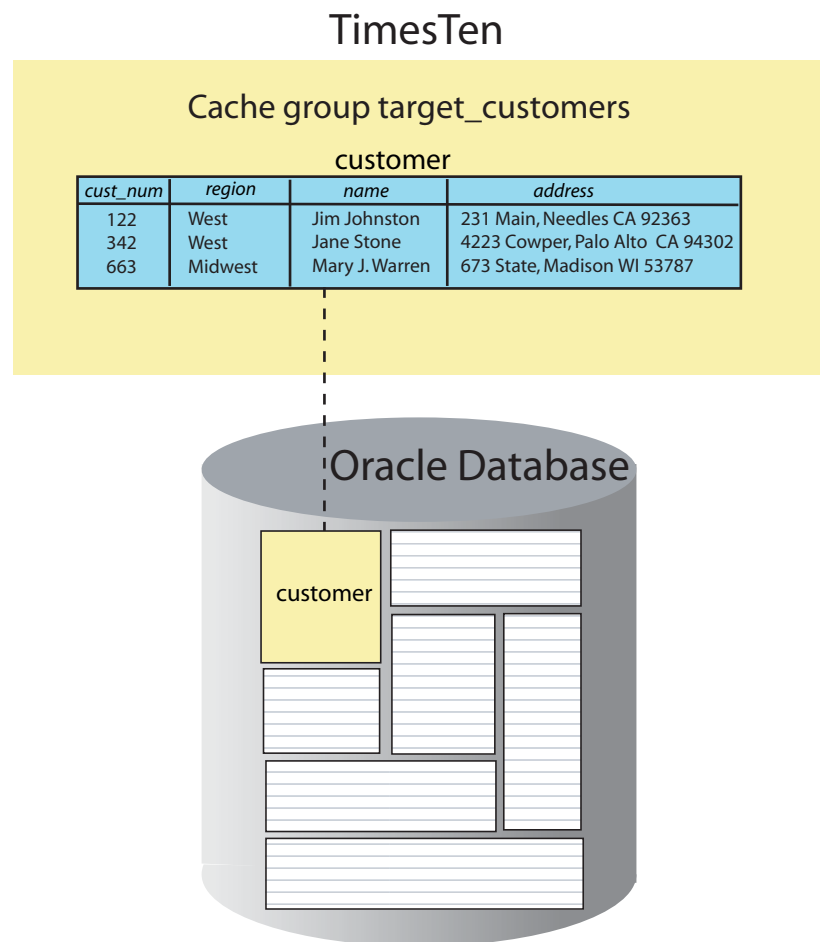 TimesTen
Cache group target_customers
customer
cust_num region name address
122 West Jim Johnston 231 Main, Needles CA 92363
342 West Jane Stone 4223 Cowper, Palo Alto CA 94302
663 Midwest Mary J. Warren 673 State, Madison WI 53787
Oracle Database
customer